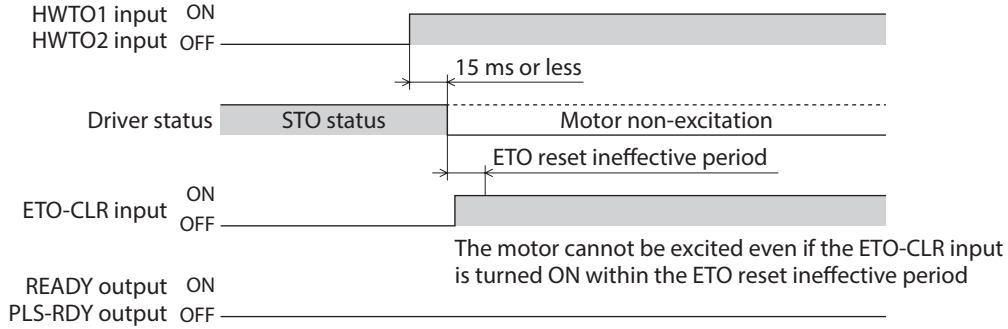 HWTO1 input ON
HWTO2 input OFF
15 ms or less
Driver status STO status Motor non-excitation
ETO reset ineffective period
ETO-CLR input ON
OFF
The motor cannot be excited even if the ETO-CLR input
is turned ON within the ETO reset ineffective period
READY output ON
PLS-RDY output OFF